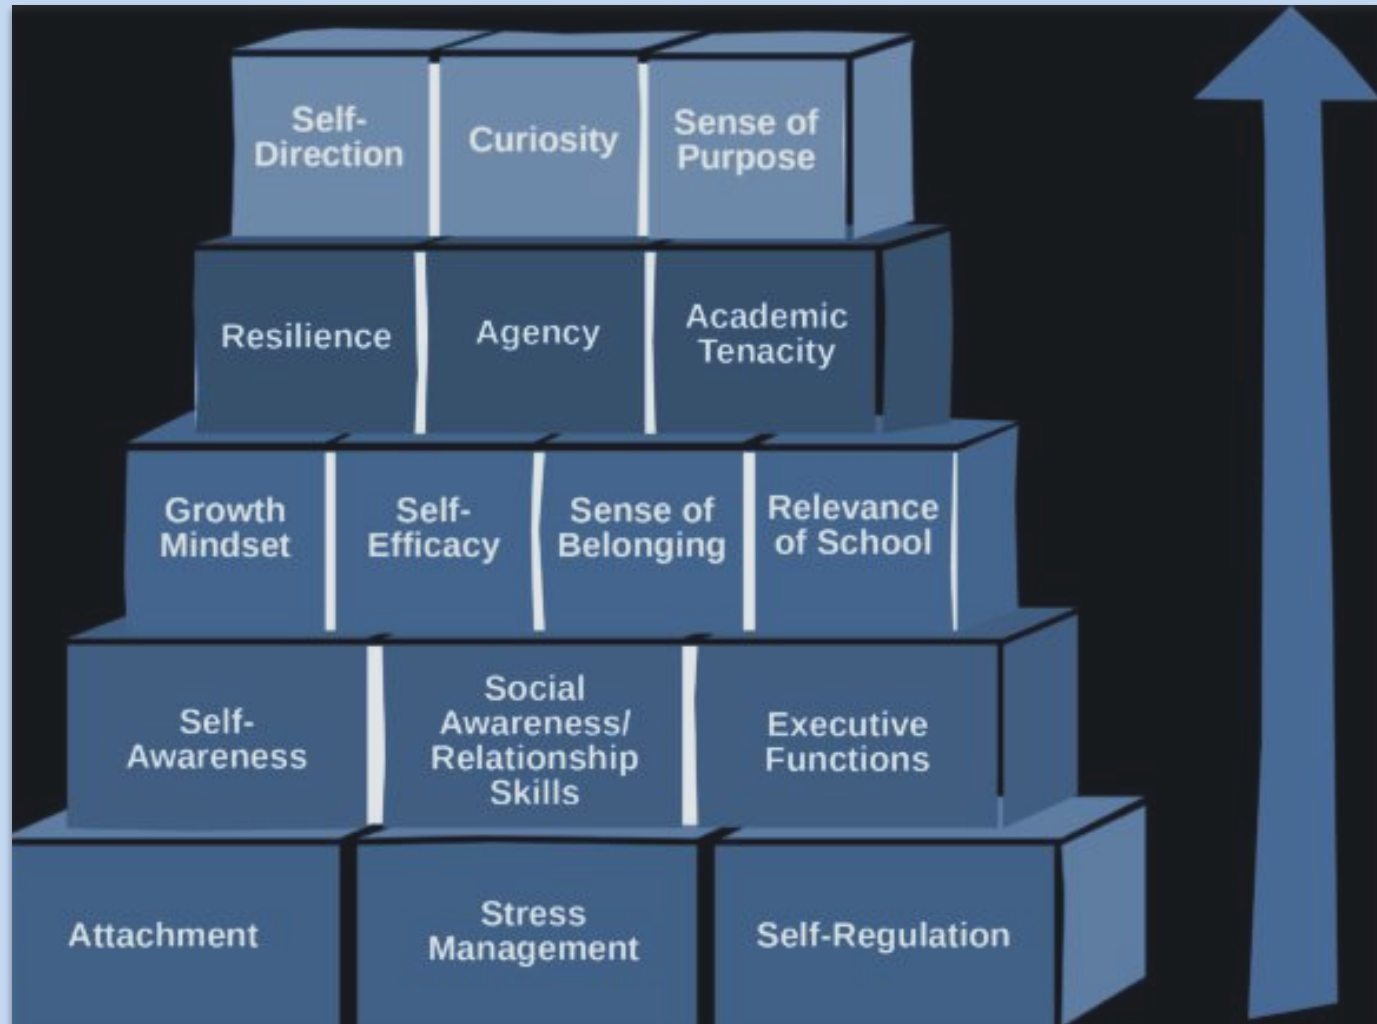 Self-
Direction
Curiosity
Sense of
Purpose
Resilience
Agency
Academic
Tenacity
Growth
Mindset
Self-
Efficacy
Sense of
Belonging
Relevance
of School
Self-
Awareness
Social
Awareness/
Relationship
Skills
Executive
Functions
Attachment
Stress
Management
Self-Regulation